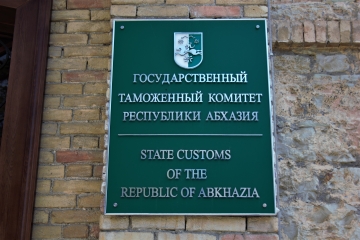 ГОСУДАРСТВЕННЫЙ
ТАМОЖЕННЫЙ КОМИТЕТ
РЕСПУБЛИКИ АБХАЗИЯ
STATE CUSTOMS
OF THE
REPUBLIC OF ABKHAZIA